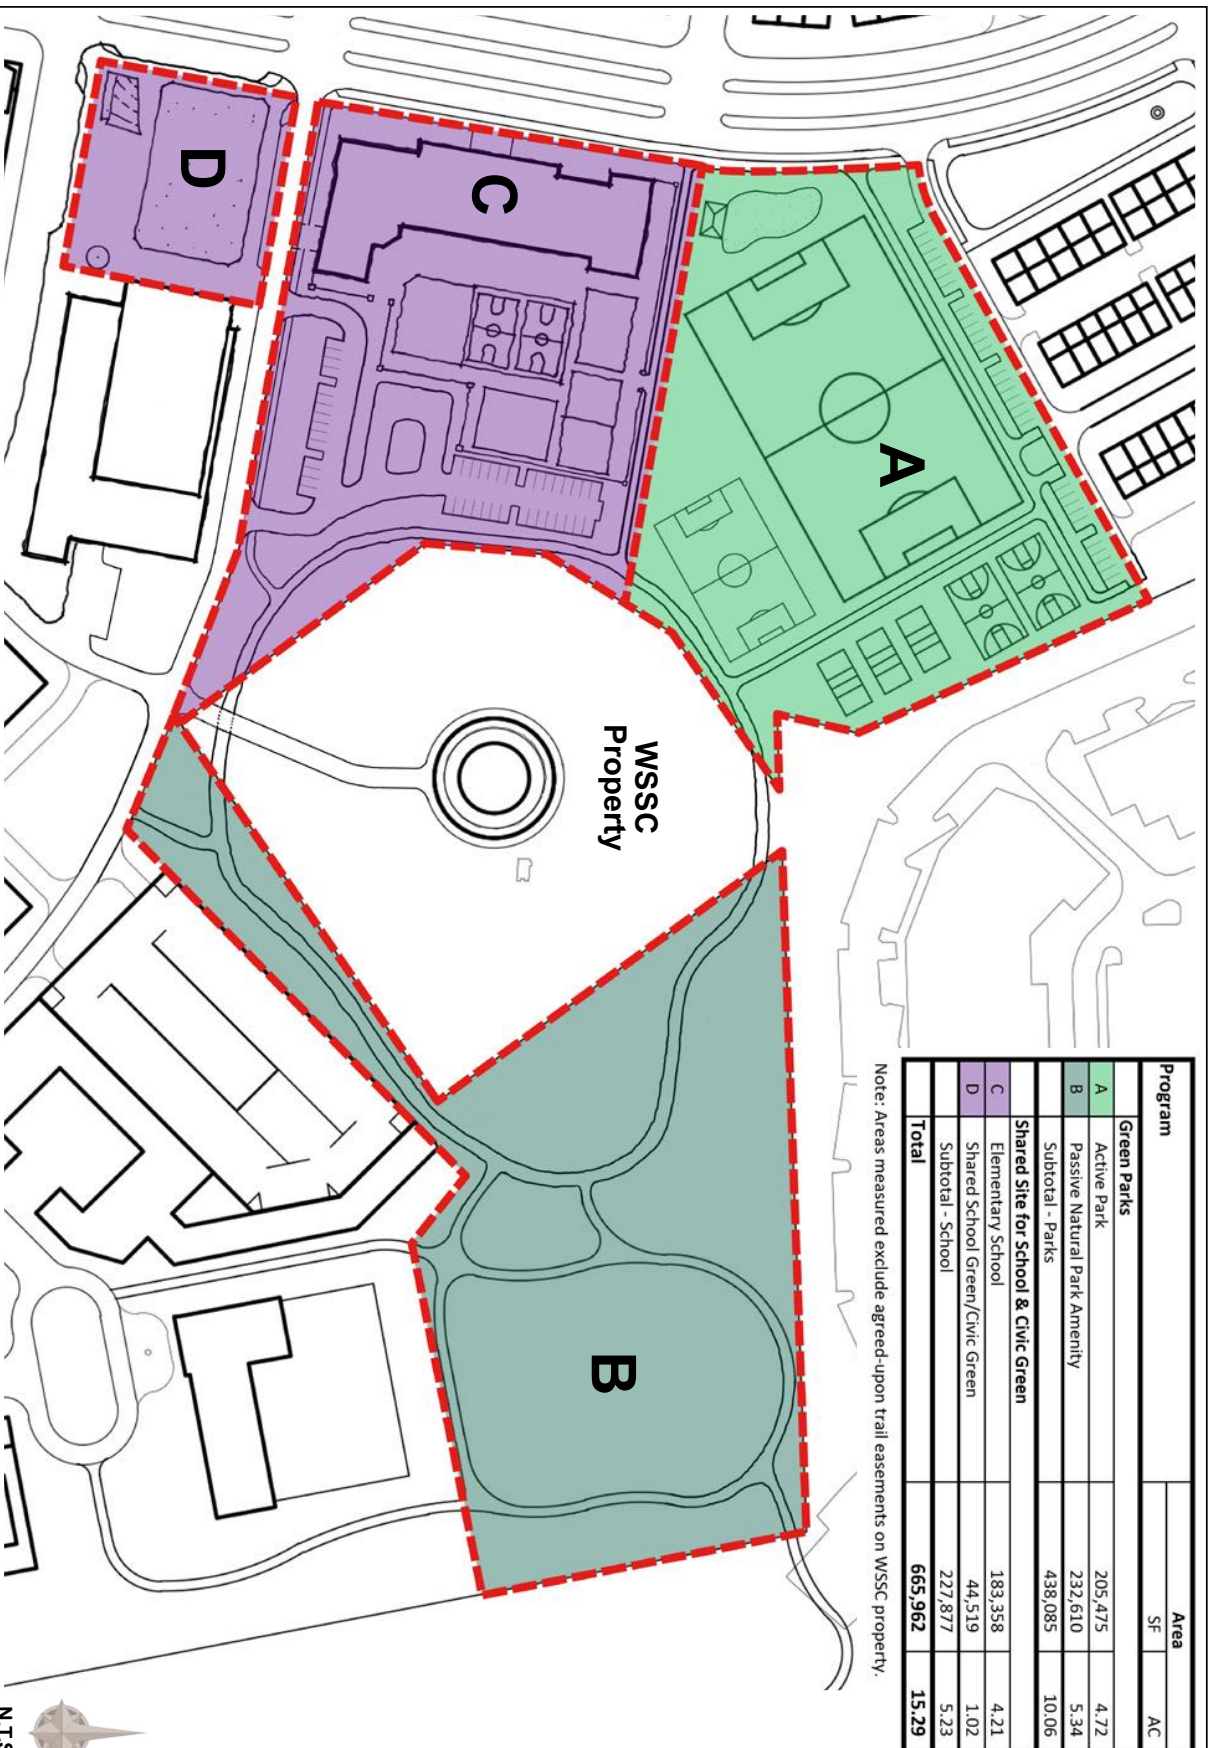 D
C
A
WSSC
Property
B
Program
Area
SF AC
Green Parks
A Active Park 205,475 4.72
B Passive Natural Park Amenity 232,610 5.34
Subtotal - Parks 438,085 10.06
Shared Site for School & Civic Green
C Elementary School 183,358 4.21
D Shared School Green/Civic Green 44,519 1.02
Subtotal - School 227,877 5.23
Total 665,962 15.29
Note: Areas measured exclude agreed-upon trail easements on WSSC property.